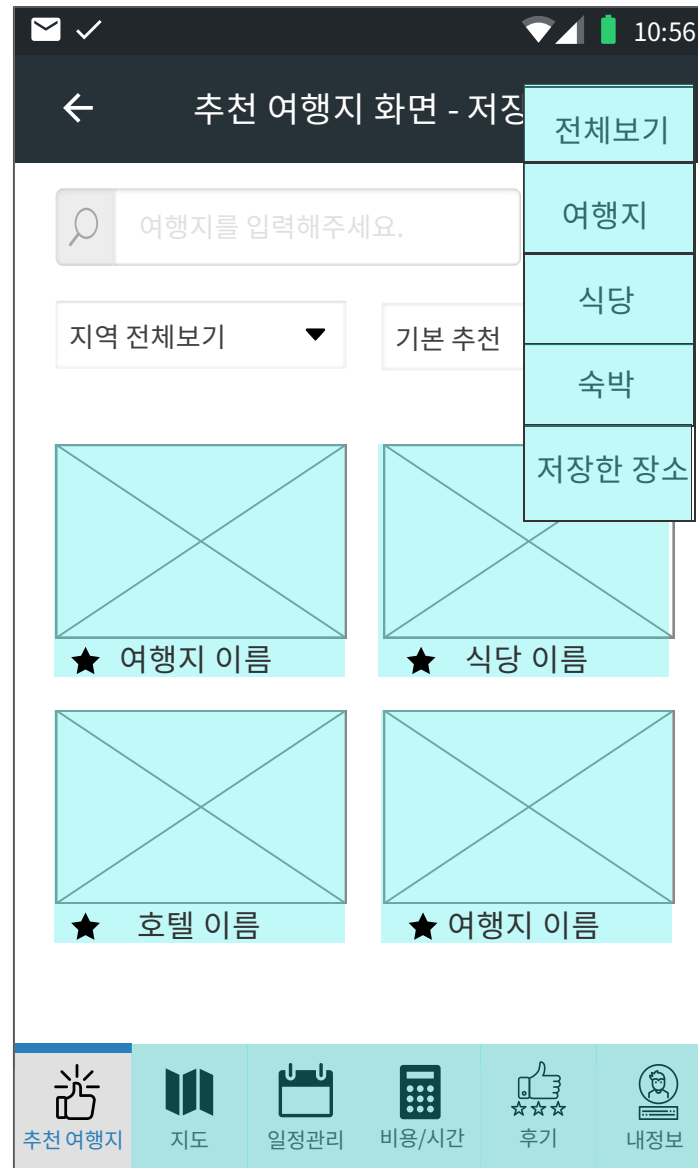 10:56
추천 여행지 화면 - 저장
전체보기
여행지
식당
숙박
저장한 장소
여행지를 입력해주세요.
지역 전체보기
기본 추천
여행지 이름
식당 이름
호텔 이름
여행지 이름
추천 여행지
지도
일정관리
비용/시간
후기
내정보